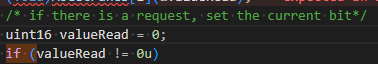 /* if there is a request, set the current bit*/
uint16 valueRead = 0;
if (valueRead != 0u)